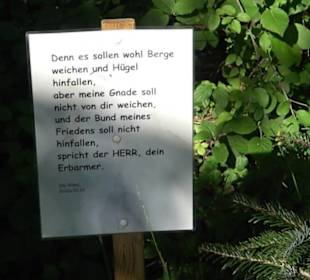 Denn es sollen wohl Berge
weichen und Hügel
hinfallen,
aber meine Gnade soll
nicht von dir weichen,
und der Bund meines
Friedens soll nicht
hinfallen,
spricht der HERR, dein
Erbarmer.